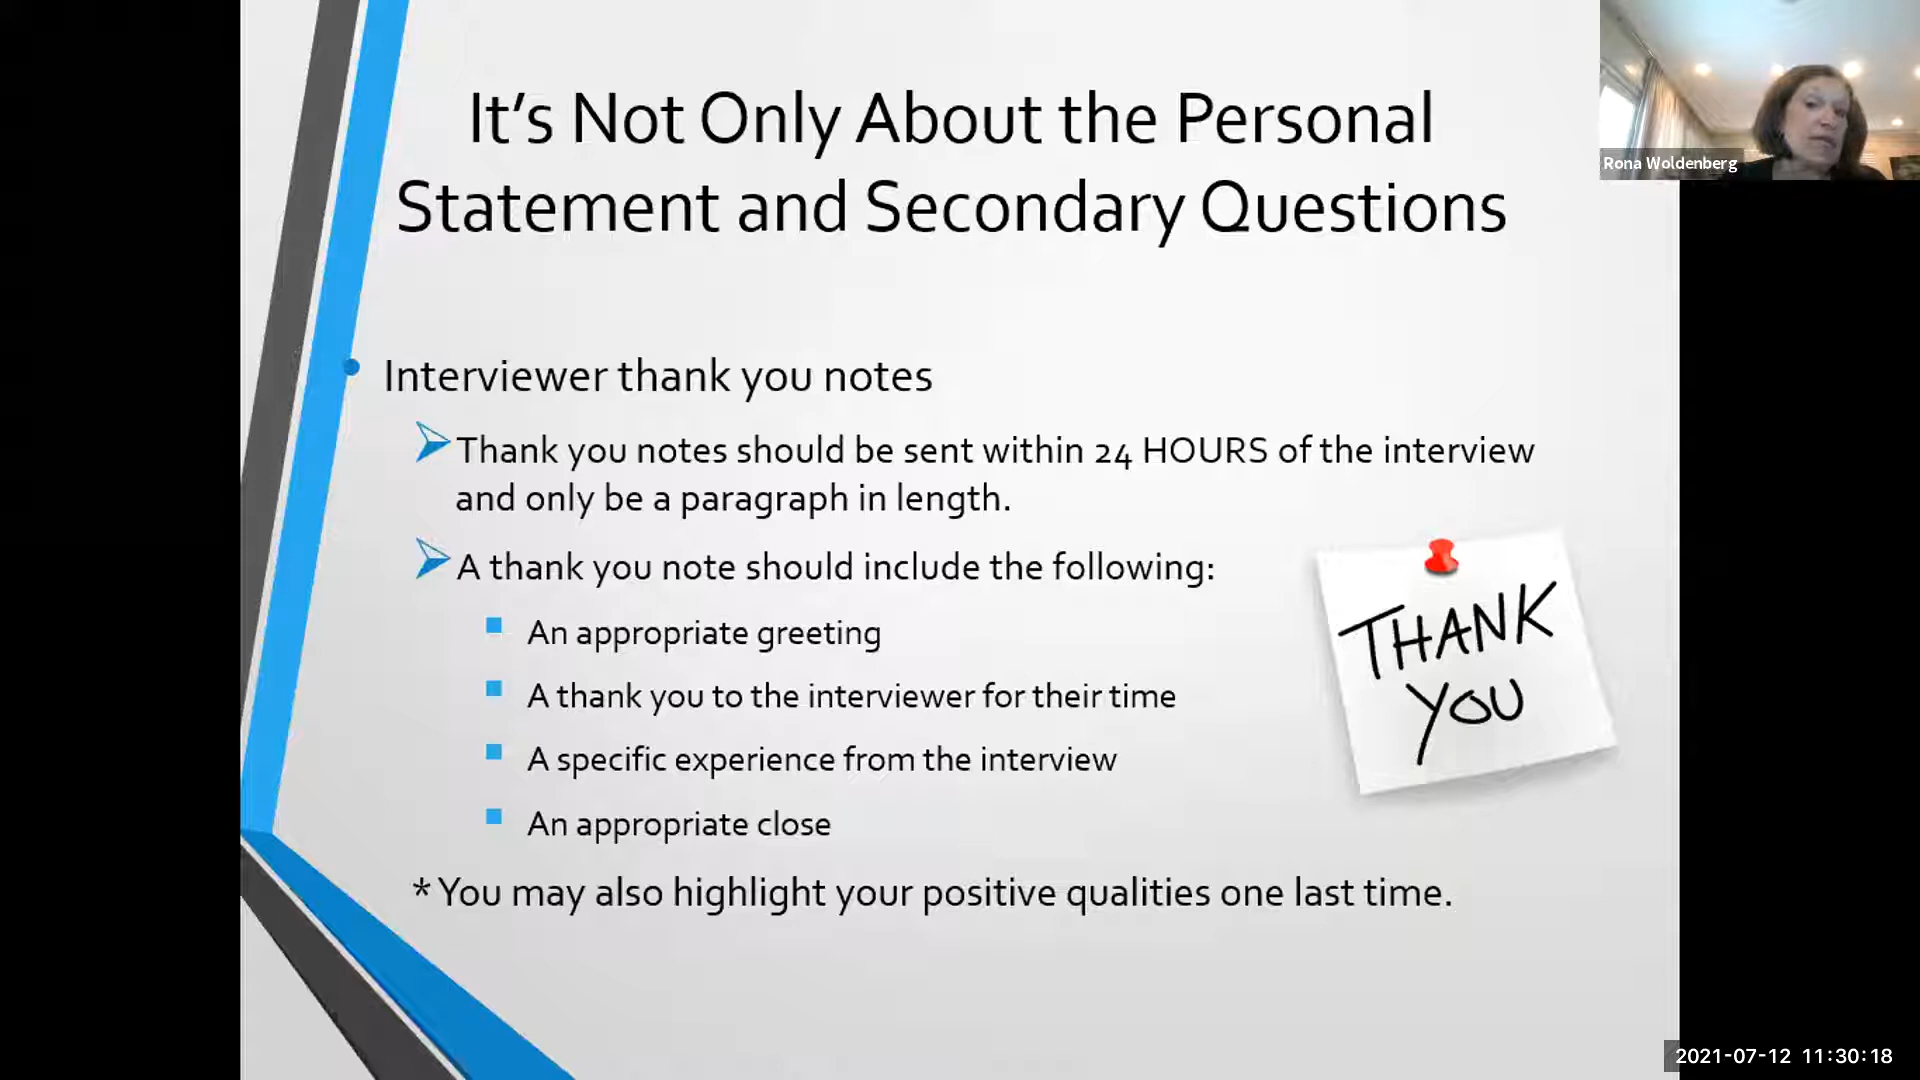 It's Not Only About the Personal
Statement and Secondary Questions
Rona Woldenberg
• Interviewer thank you notes
Thank you notes should be sent within 24 HOURS of the interview
and only be a paragraph in length.
A thank you note should include the following:
An appropriate greeting
A thank you to the interviewer for their time
A specific experience from the interview
An appropriate close
* You may also highlight your positive qualities one last time.
THANK
YOU
2021-07-12 11:30:18